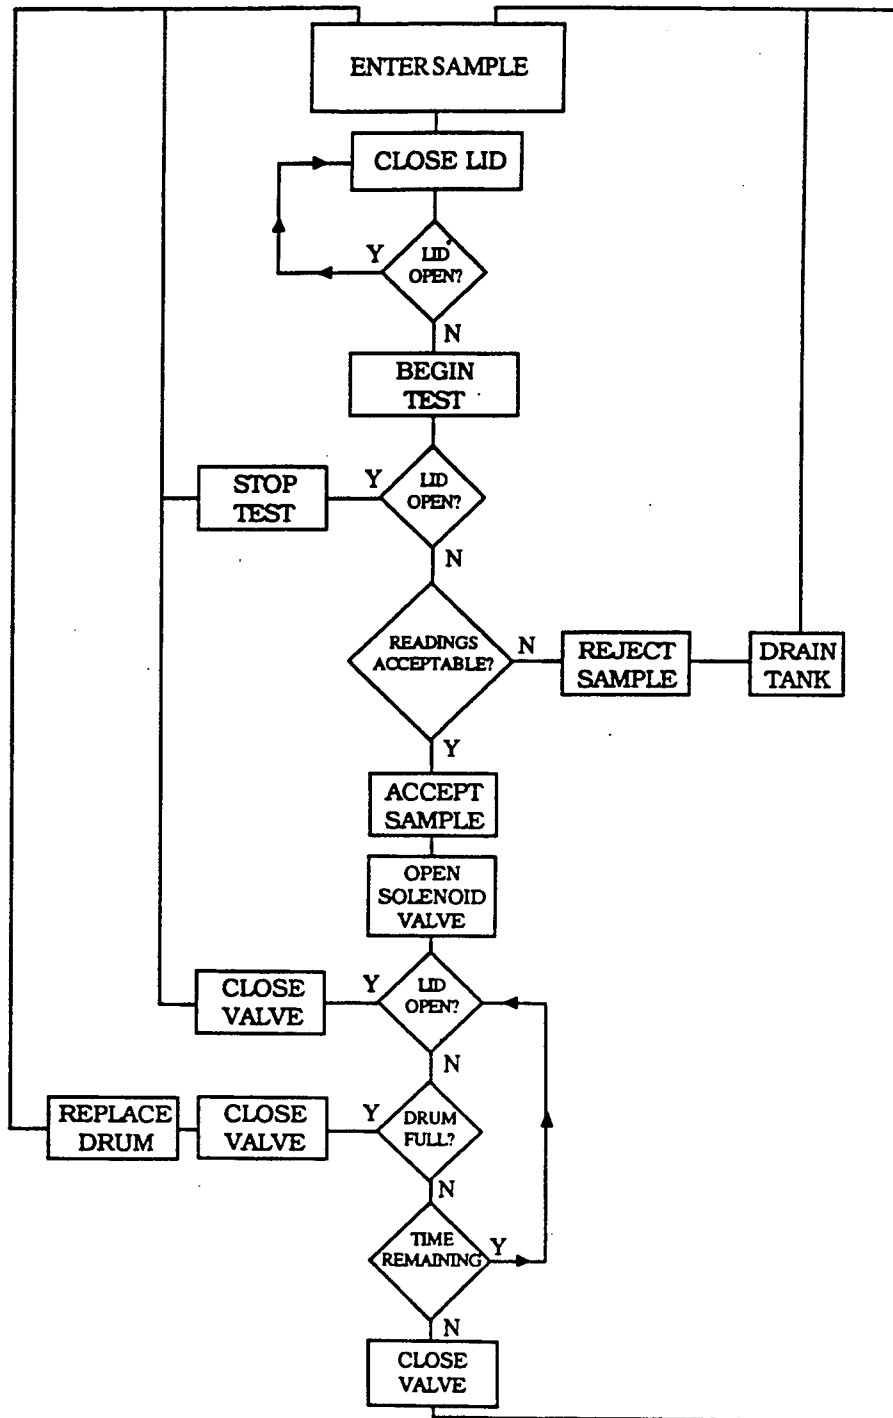 ENTER SAMPLE
CLOSE LID
Y
LID
OPEN?
N
BEGIN
TEST
STOP
TEST
Y
LID
OPEN?
N
READINGS
ACCEPTABLE?
N
REJECT
SAMPLE
DRAIN
TANK
Y
ACCEPT
SAMPLE
OPEN
SOLENOID
VALVE
CLOSE
VALVE
Y
LID
OPEN?
N
REPLACE
DRUM
CLOSE
VALVE
Y
DRUM
FULL?
N
TIME
REMAINING
Y
N
CLOSE
VALVE